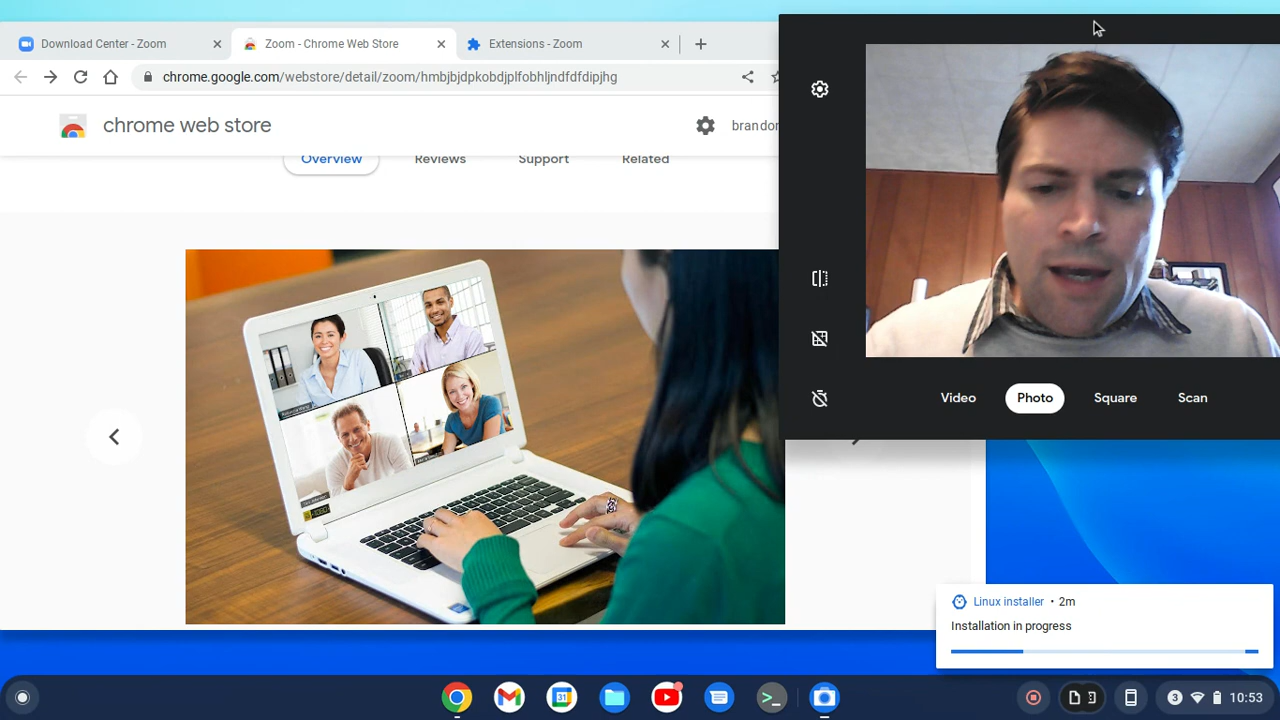 Download Center - Zoom
Zoom - Chrome Web Store
Extensions - Zoom
chrome.google.com/webstore/detail/zoom/hmbjbjdpkobdjplfobhljndfdfdipjhg
chrome web store
brandon
Overview
Reviews
Support
Related
Video
Photo
Square
Scan
Linux installer • 2m
Installation in progress
3
10:53